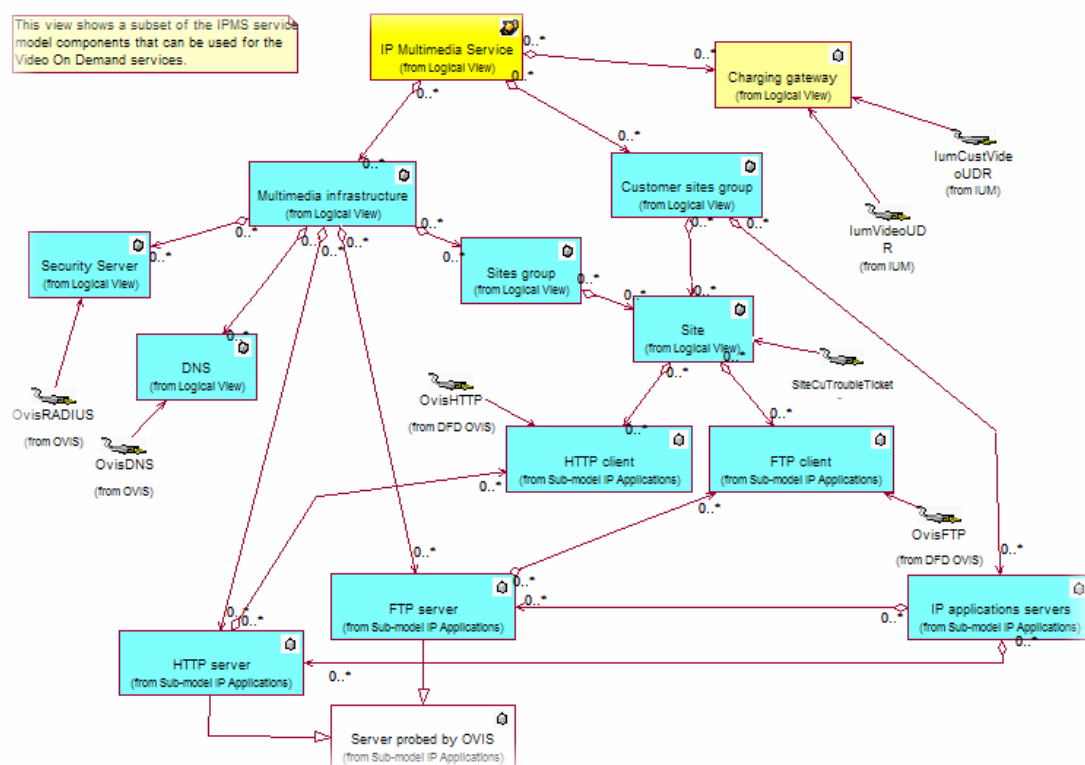 This view shows a subset of the IPMS service
model components that can be used for the
Video On Demand services.
IP Multimedia Service
(from Logical View)
0..*
0..*
0..*
0..*
Charging gateway
(from Logical View)
0..*
0..*
0..*
IumCustVide
oUDR
(from IUM)
IumVideoUD
R
(from IUM)
Multimedia infrastructure
(from Logical View)
Customer sites group
(from Logical View)
0..*
0..*
0..*
0..*
0..*
0..*
0..*
Security Server
(from Logical View)
0..*
0..*
Sites group
(from Logical View)
0..*
0..*
0..*
Site
(from Logical View)
0..*
0..*
DNS
(from Logical View)
0..*
SiteCuTroubleTicket
OvisRADIUS
(from OVIS)
OvisDNS
(from OVIS)
OvisHTTP
(from DFD OVIS)
0..*
0..*
HTTP client
(from Sub-model IP Applications)
0..*
FTP client
(from Sub-model IP Applications)
0..*
OvisFTP
(from DFD OVIS)
0..*
0..*
FTP server
(from Sub-model IP Applications)
0..*
0..*
0..*
IP applications servers
(from Sub-model IP Applications)
0..*
0..*
0..*
HTTP server
(from Sub-model IP Applications)
0..*
Server probed by OVIS
(from Sub-model IP Applications)